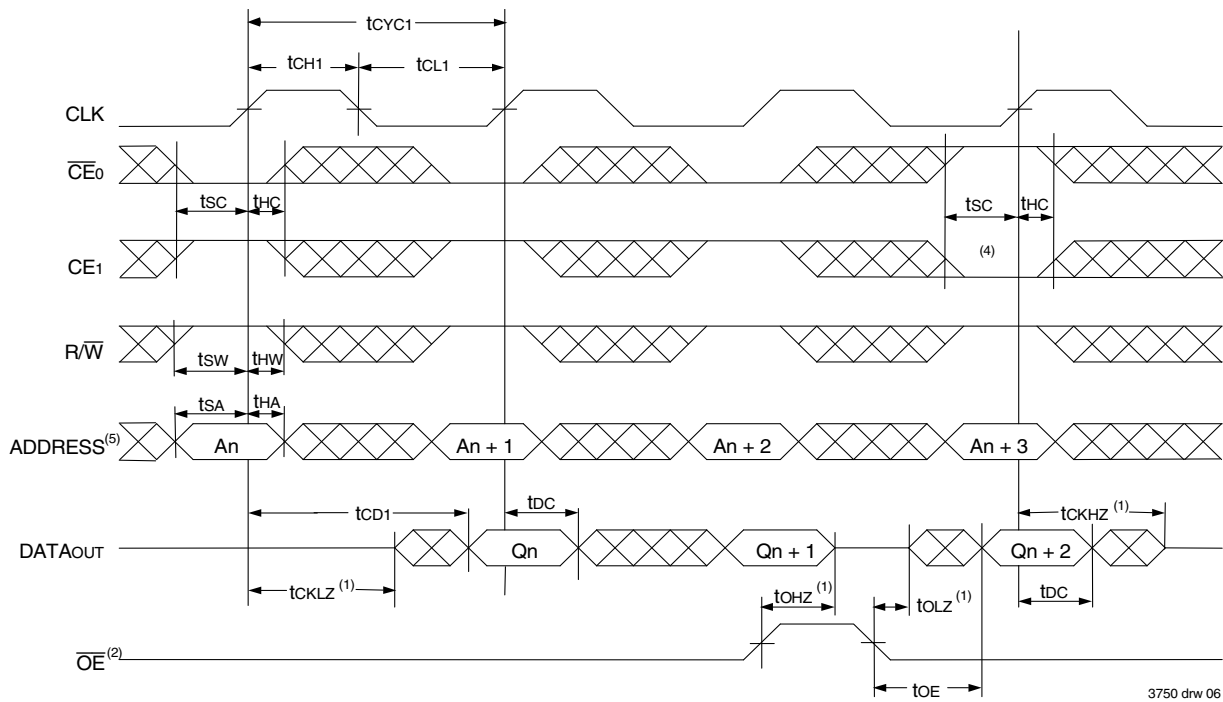 tCYC1
tCH1 tCL1
CLK
CE0
tSC tHC tSC tHC
CE1 (4)
R/W
tSW tHW
tSA tHA
ADDRESS(5) An An + 1 An + 2 An + 3
tCD1 tDC tCKHZ (1)
DATAOUT Qn Qn + 1 Qn + 2
tCKLZ (1) tOHZ (1) tOLZ (1) tDC
OE(2)
tOE
3750 drw 06